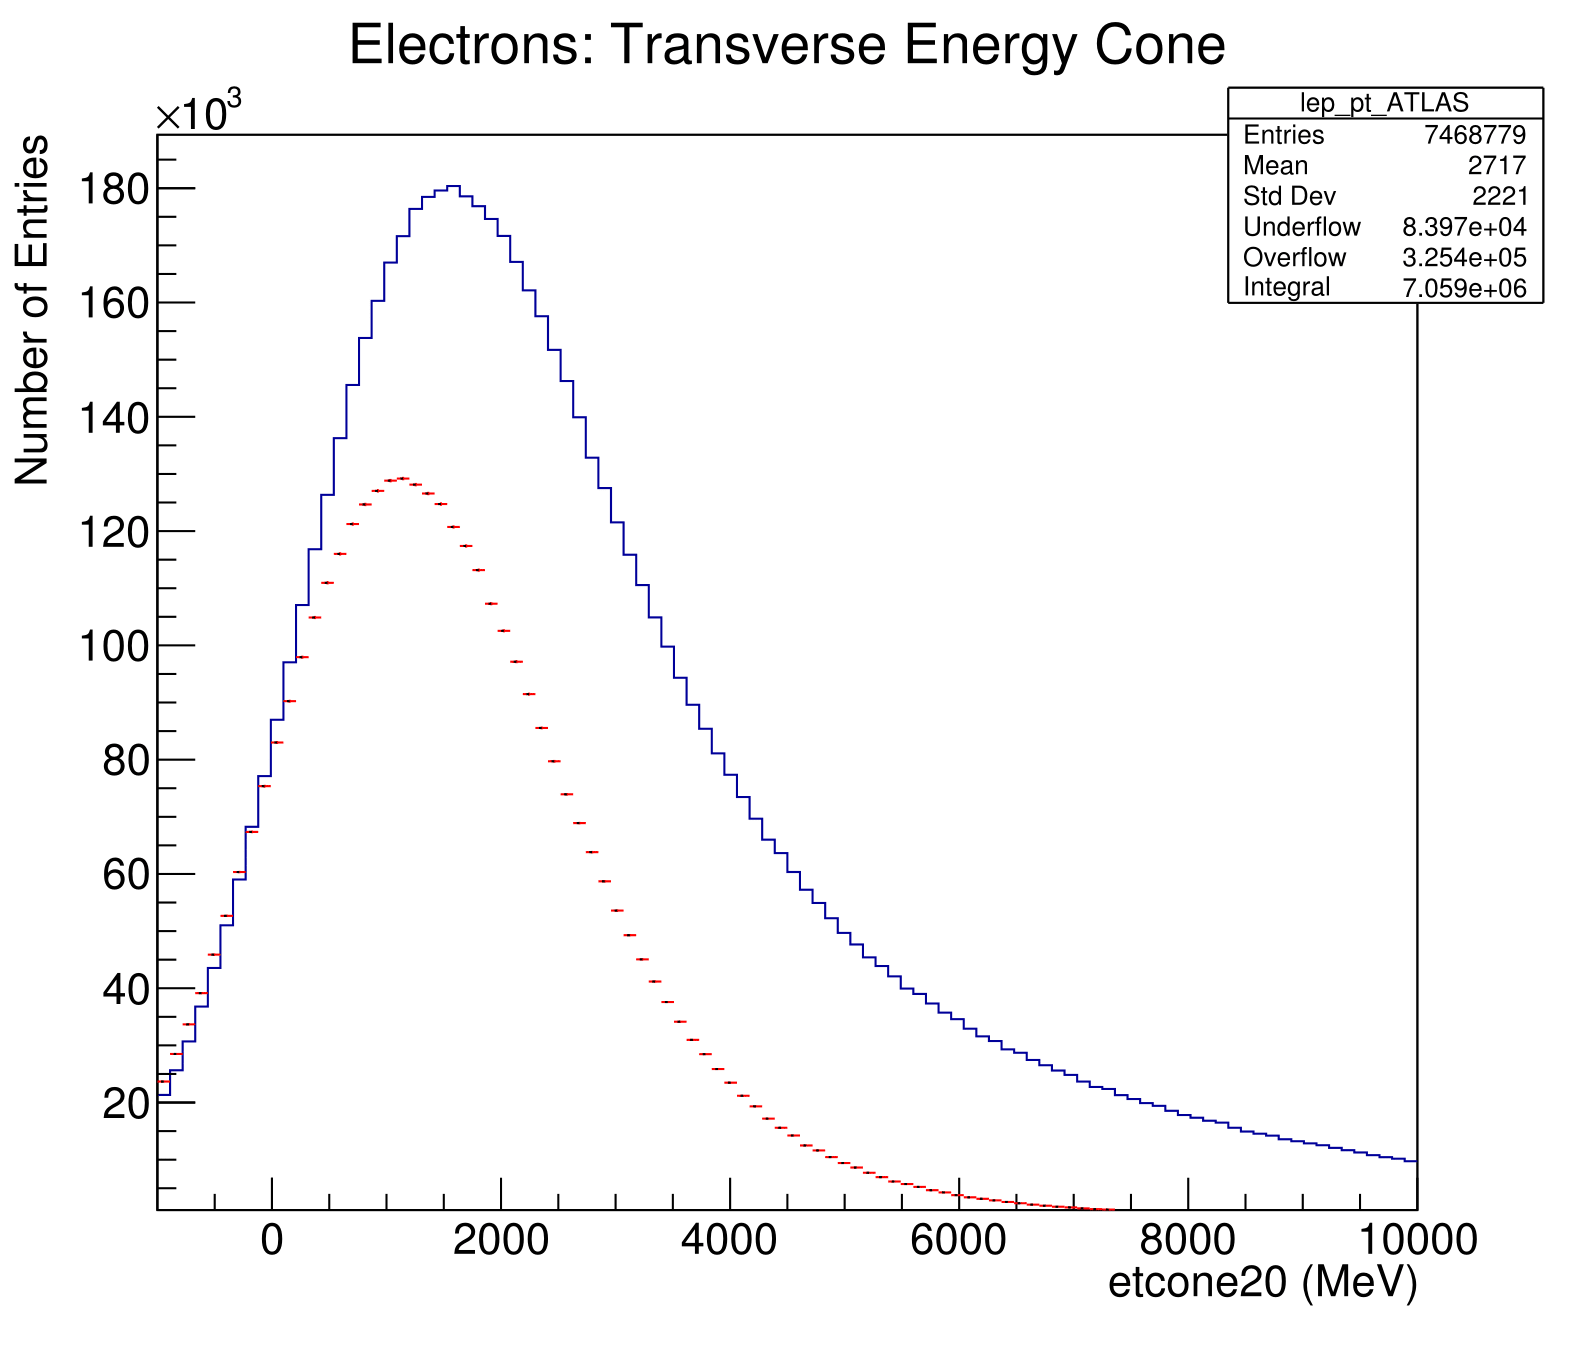 Electrons: Transverse Energy Cone
×10³
Number of Entries
lep_pt_ATLAS
Entries 7468779
Mean 2717
Std Dev 2221
Underflow 8.397e+04
Overflow 3.254e+05
Integral 7.059e+06
180
160
140
120
100
80
60
40
20
0 2000 4000 6000 8000 10000
etcone20 (MeV)